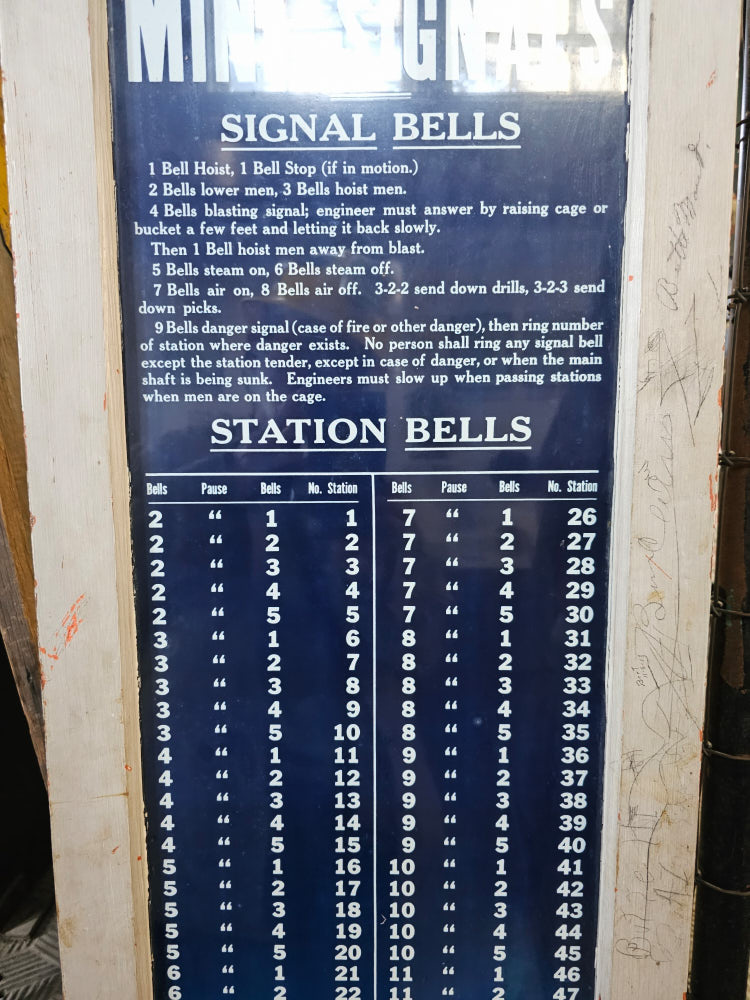 MINE SIGNALS
SIGNAL BELLS
1 Bell Hoist, 1 Bell Stop (if in motion.)
2 Bells lower men, 3 Bells hoist men.
4 Bells blasting signal; engineer must answer by raising cage or
bucket a few feet and letting it back slowly.
Then 1 Bell hoist men away from blast.
5 Bells steam on, 6 Bells steam off.
7 Bells air on, 8 Bells air off. 3-2-2 send down drills, 3-2-3 send
down picks.
9 Bells danger signal (case of fire or other danger), then ring number
of station where danger exists. No person shall ring any signal bell
except the station tender, except in case of danger, or when the main
shaft is being sunk. Engineers must slow up when passing stations
when men are on the cage.
STATION BELLS
Bells Pause Bells No. Station Bells Pause Bells No. Station
2 “ 1 1 7 “ 1 26
2 “ 2 2 7 “ 2 27
2 “ 3 3 7 “ 3 28
2 “ 4 4 7 “ 4 29
2 “ 5 5 7 “ 5 30
3 “ 1 6 8 “ 1 31
3 “ 2 7 8 “ 2 32
3 “ 3 8 8 “ 3 33
3 “ 4 9 8 “ 4 34
3 “ 5 10 8 “ 5 35
4 “ 1 11 9 “ 1 36
4 “ 2 12 9 “ 2 37
4 “ 3 13 9 “ 3 38
4 “ 4 14 9 “ 4 39
4 “ 5 15 9 “ 5 40
5 “ 1 16 10 “ 1 41
5 “ 2 17 10 “ 2 42
5 “ 3 18 10 “ 3 43
5 “ 4 19 10 “ 4 44
5 “ 5 20 10 “ 5 45
6 “ 1 21 11 “ 1 46
6 “ 2 22 11 “ 2 47